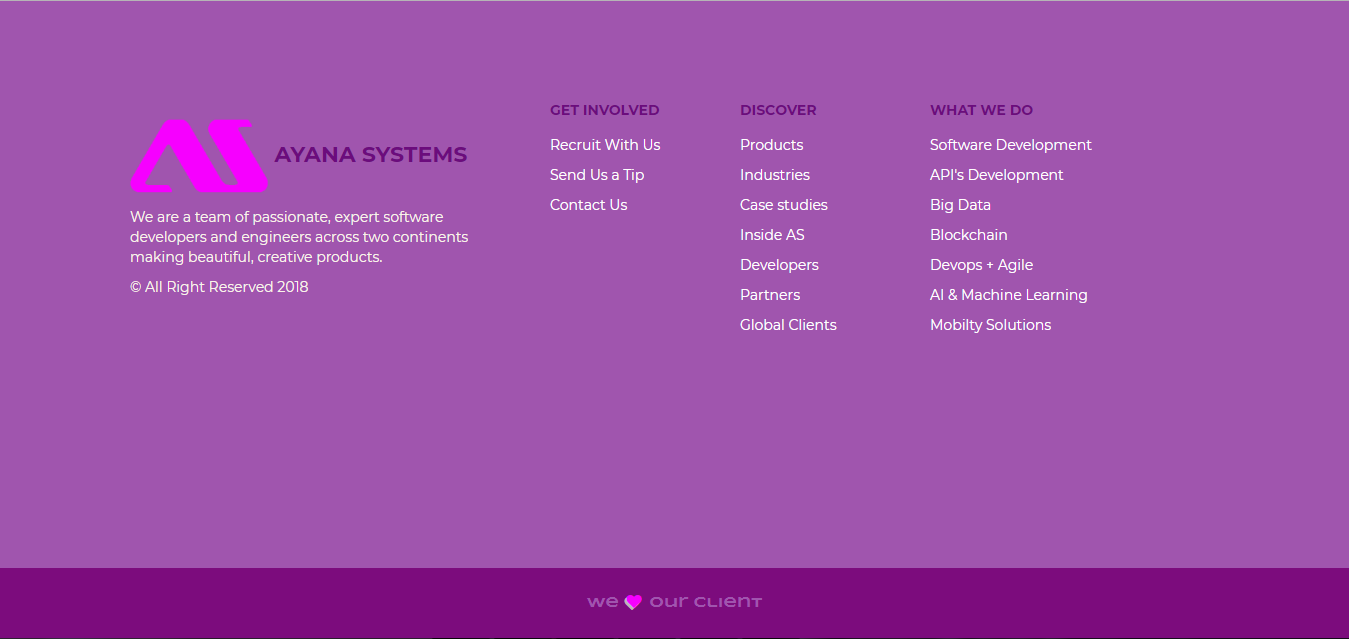 AS
AYANA SYSTEMS
We are a team of passionate, expert software
developers and engineers across two continents
making beautiful, creative products.
© All Right Reserved 2018
GET INVOLVED
Recruit With Us
Send Us a Tip
Contact Us
DISCOVER
Products
Industries
Case studies
Inside AS
Developers
Partners
Global Clients
WHAT WE DO
Software Development
API's Development
Big Data
Blockchain
Devops + Agile
AI & Machine Learning
Mobilty Solutions
we our client